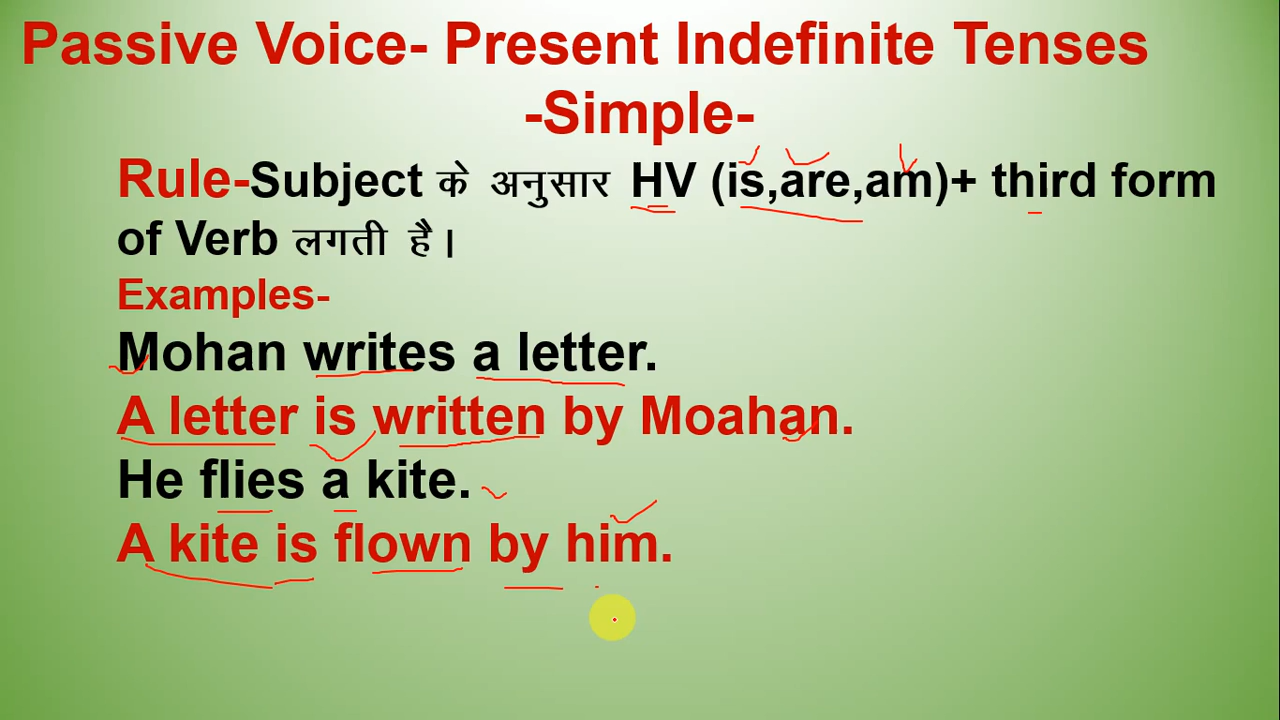 Passive Voice- Present Indefinite Tenses
-Simple-
Rule-Subject के अनुसार HV (is,are,am)+ third form
of Verb लगती है।
Examples-
Mohan writes a letter.
A letter is written by Moahan.
He flies a kite.
A kite is flown by him.